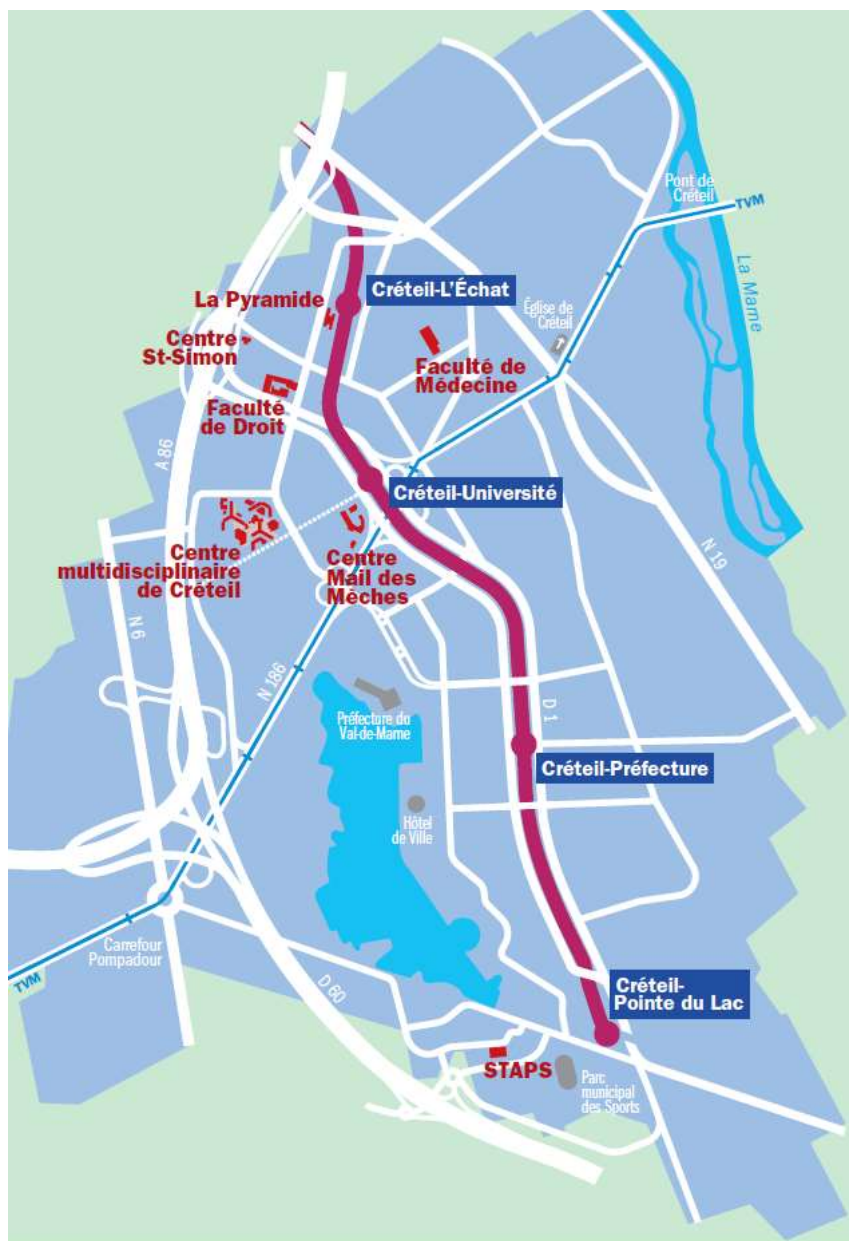 Pont de
Créteil
TVM
La Marne
Créteil-L'Échat
La Pyramide
Église de
Créteil
Centre
St-Simon
Faculté de
Médecine
Faculté
de Droit
A 86
Créteil-Université
Centre
multidisciplinaire
de Créteil
Centre
Mail des
Mèches
N 19
N 6
N 186
D 1
Préfecture du
Val-de-Marne
Créteil-Préfecture
Hôtel
de Ville
Carrefour
Pompadour
TVM
D 60
Créteil-
Pointe du Lac
STAPS
Parc
municipal
des Sports